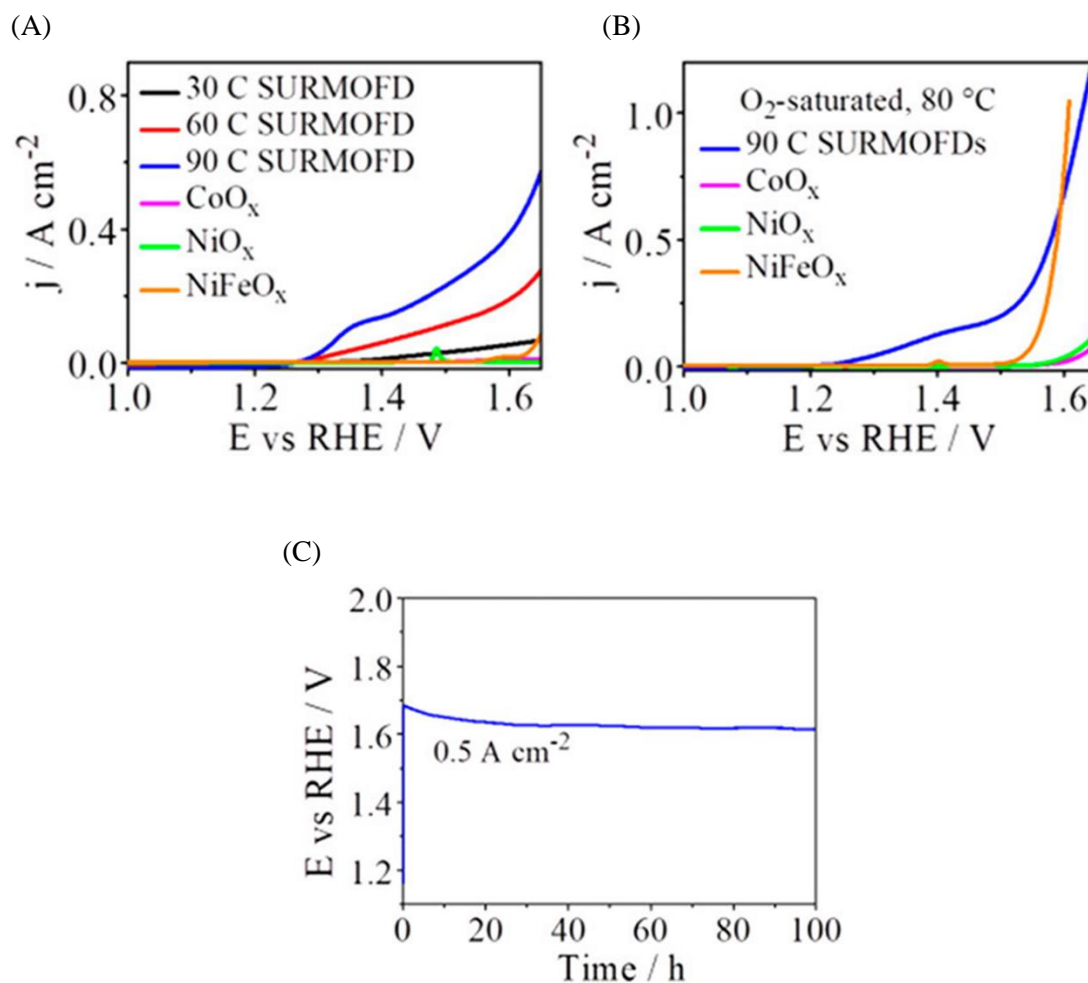 (A)
30 C SURMOFD
60 C SURMOFD
90 C SURMOFD
CoOₓ
NiOₓ
NiFeOₓ
j / A cm⁻²
0.8
0.4
0.0
1.0 1.2 1.4 1.6
E vs RHE / V
(B)
O₂-saturated, 80 °C
90 C SURMOFDs
CoOₓ
NiOₓ
NiFeOₓ
j / A cm⁻²
1.0
0.5
0.0
1.0 1.2 1.4 1.6
E vs RHE / V
(C)
E vs RHE / V
2.0
1.8
1.6
1.4
1.2
0.5 A cm⁻²
0 20 40 60 80 100
Time / h